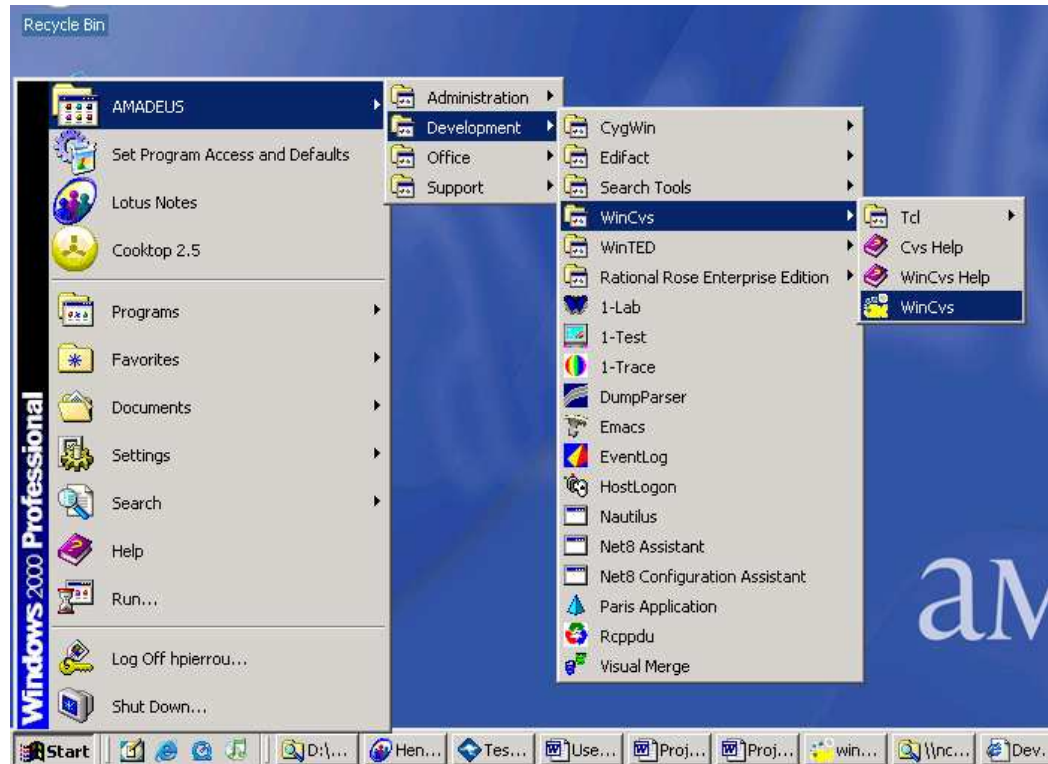 Recycle Bin
AMADEUS
Set Program Access and Defaults
Lotus Notes
Cooktop 2.5
Programs
Favorites
Documents
Settings
Search
Help
Run...
Log Off hpierrou...
Shut Down...
Windows 2000 Professional
Administration
Development
Office
Support
CygWin
Edifact
Search Tools
WinCvs
WinTED
Rational Rose Enterprise Edition
1-Lab
1-Test
1-Trace
DumpParser
Emacs
EventLog
HostLogon
Nautilus
Net8 Assistant
Net8 Configuration Assistant
Paris Application
Rcppdu
Visual Merge
Tcl
Cvs Help
WinCvs Help
WinCvs
Start
D:\...
Hen...
Tes...
Use...
Proj...
Proj...
win...
\\nc...
Dev.